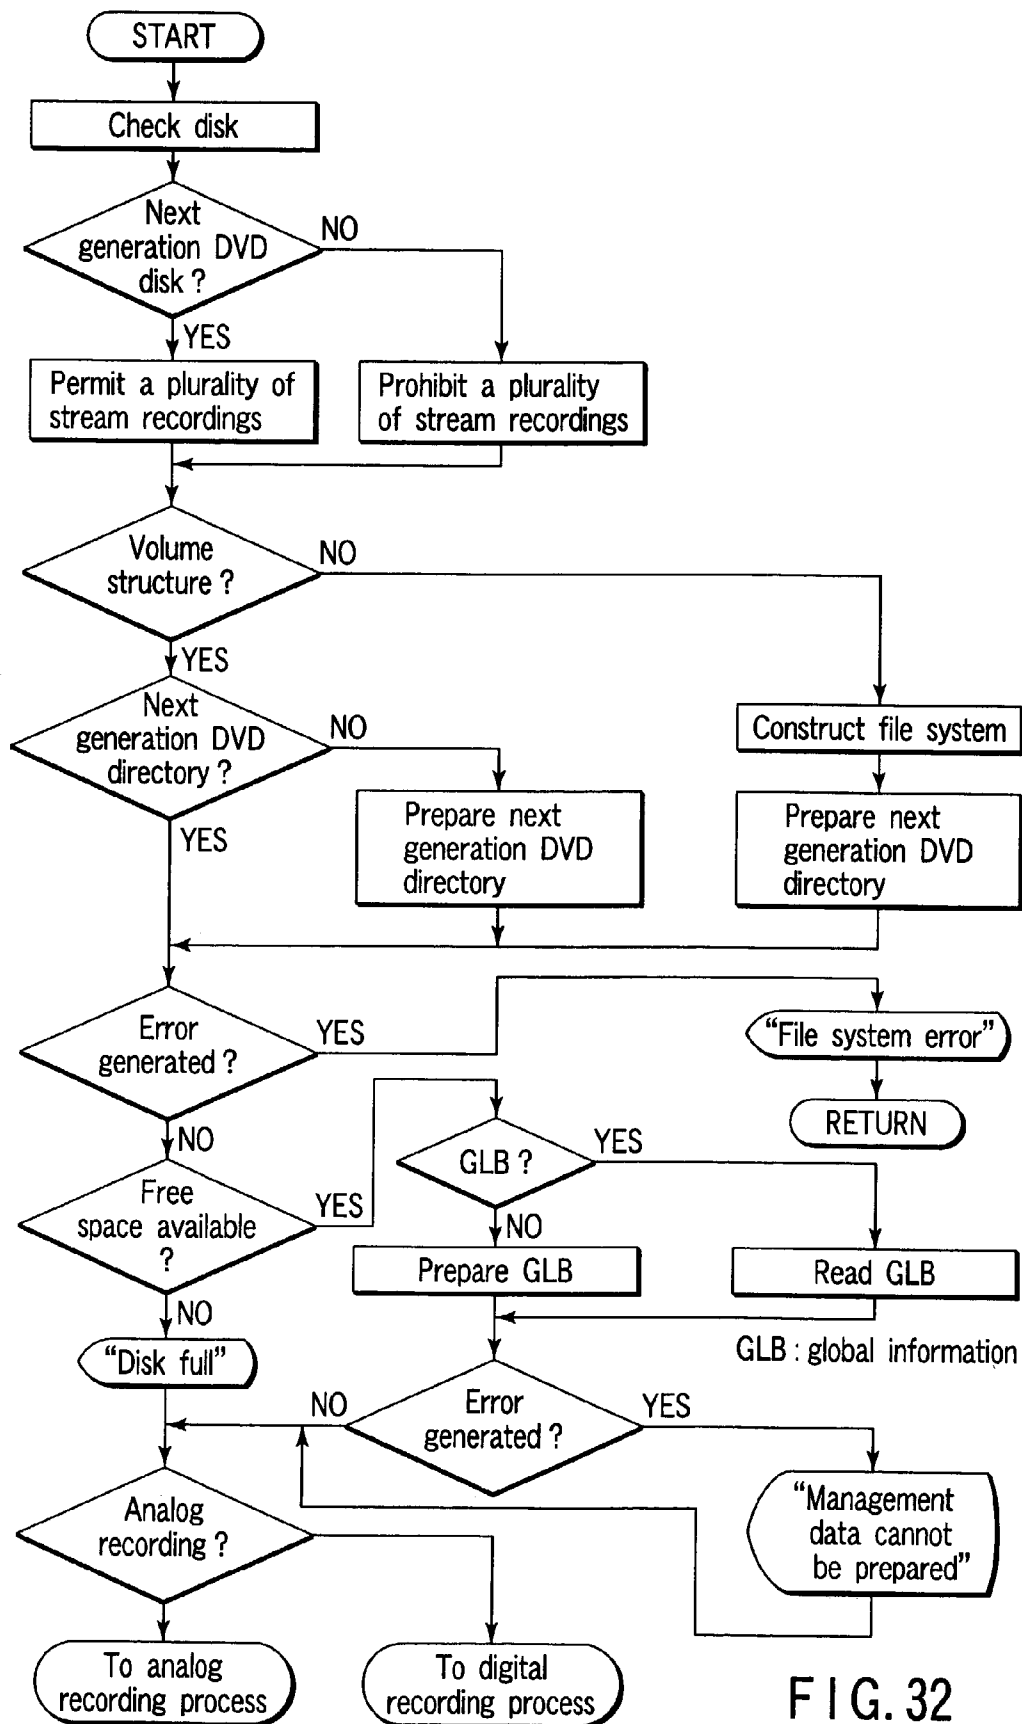 START
Check disk
Next
generation DVD
disk ?
NO
YES
Permit a plurality of
stream recordings
Prohibit a plurality
of stream recordings
Volume
structure ?
NO
YES
Next
generation DVD
directory ?
NO
YES
Construct file system
Prepare next
generation DVD
directory
Prepare next
generation DVD
directory
Error
generated ?
YES
NO
“File system error”
RETURN
GLB ?
YES
NO
Free
space available
?
YES
NO
Prepare GLB
Read GLB
GLB : global information
“Disk full”
Error
generated ?
NO
YES
“Management
data cannot
be prepared”
Analog
recording ?
To analog
recording process
To digital
recording process
FIG. 32